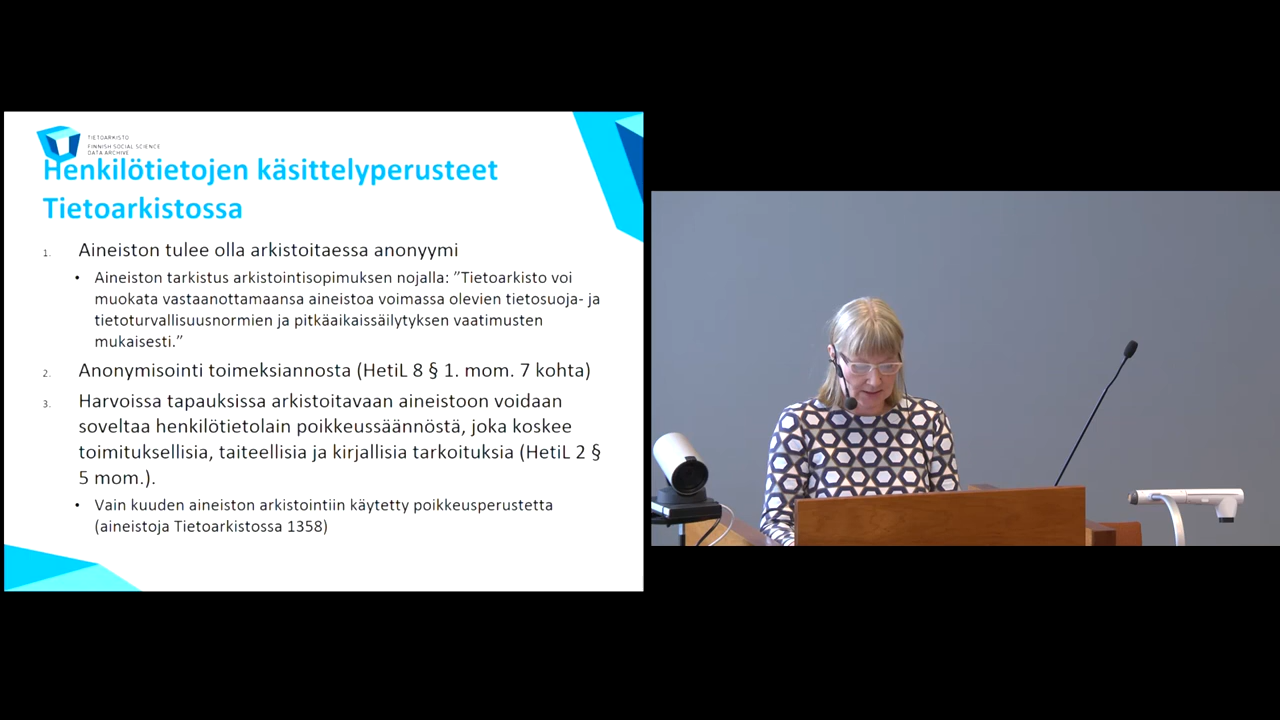 TIETOARKISTO
FINNISH SOCIAL SCIENCE
DATA ARCHIVE
Henkilötietojen käsittelyperusteet
Tietoarkistossa
1. Aineiston tulee olla arkistoitaessa anonyymi
• Aineiston tarkistus arkistointisopimuksen nojalla: ”Tietoarkisto voi
muokata vastaanottamaansa aineistoa voimassa olevien tietosuoja- ja
tietoturvallisuusnormien ja pitkäaikaissäilytyksen vaatimusten
mukaisesti.”
2. Anonymisointi toimeksiannosta (HetiL 8 § 1. mom. 7 kohta)
3. Harvoissa tapauksissa arkistoitavaan aineistoon voidaan
soveltaa henkilötietolain poikkeussäännöstä, joka koskee
toimituksellisia, taiteellisia ja kirjallisia tarkoituksia (HetiL 2 §
5 mom.).
• Vain kuuden aineiston arkistointiin käytetty poikkeusperustetta
(aineistoja Tietoarkistossa 1358)